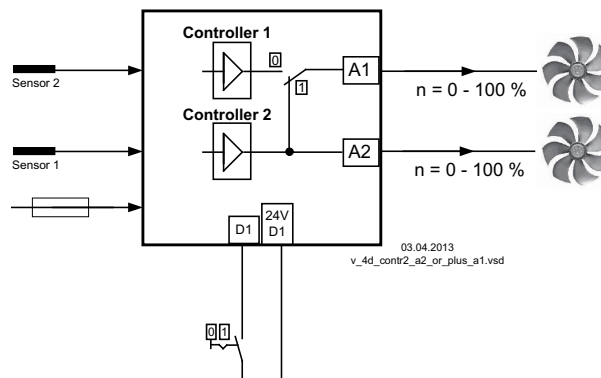 Controller 1
0
A1
1
n = 0 - 100 %
Sensor 2
Controller 2
A2
n = 0 - 100 %
Sensor 1
D1
24V
D1
03.04.2013
v_4d_contr2_a2_or_plus_a1.vsd
0 1